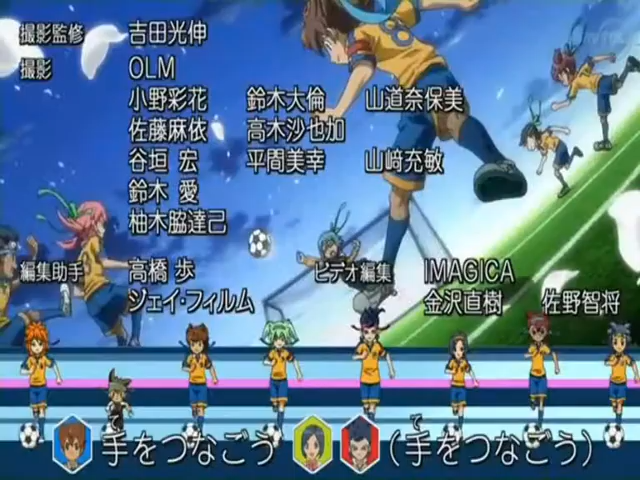 撮影監修 吉田光伸
撮影 OLM
小野彩花 鈴木大倫 山道奈保美
佐藤麻依 高木沙也加
谷垣 宏 平間美幸 山﨑充敏
鈴木 愛
柚木脇達己
編集助手 高橋 歩 ビデオ編集 IMAGICA
ジェイ・フィルム 金沢直樹 佐野智将
て て
手をつなごう (手をつなごう)